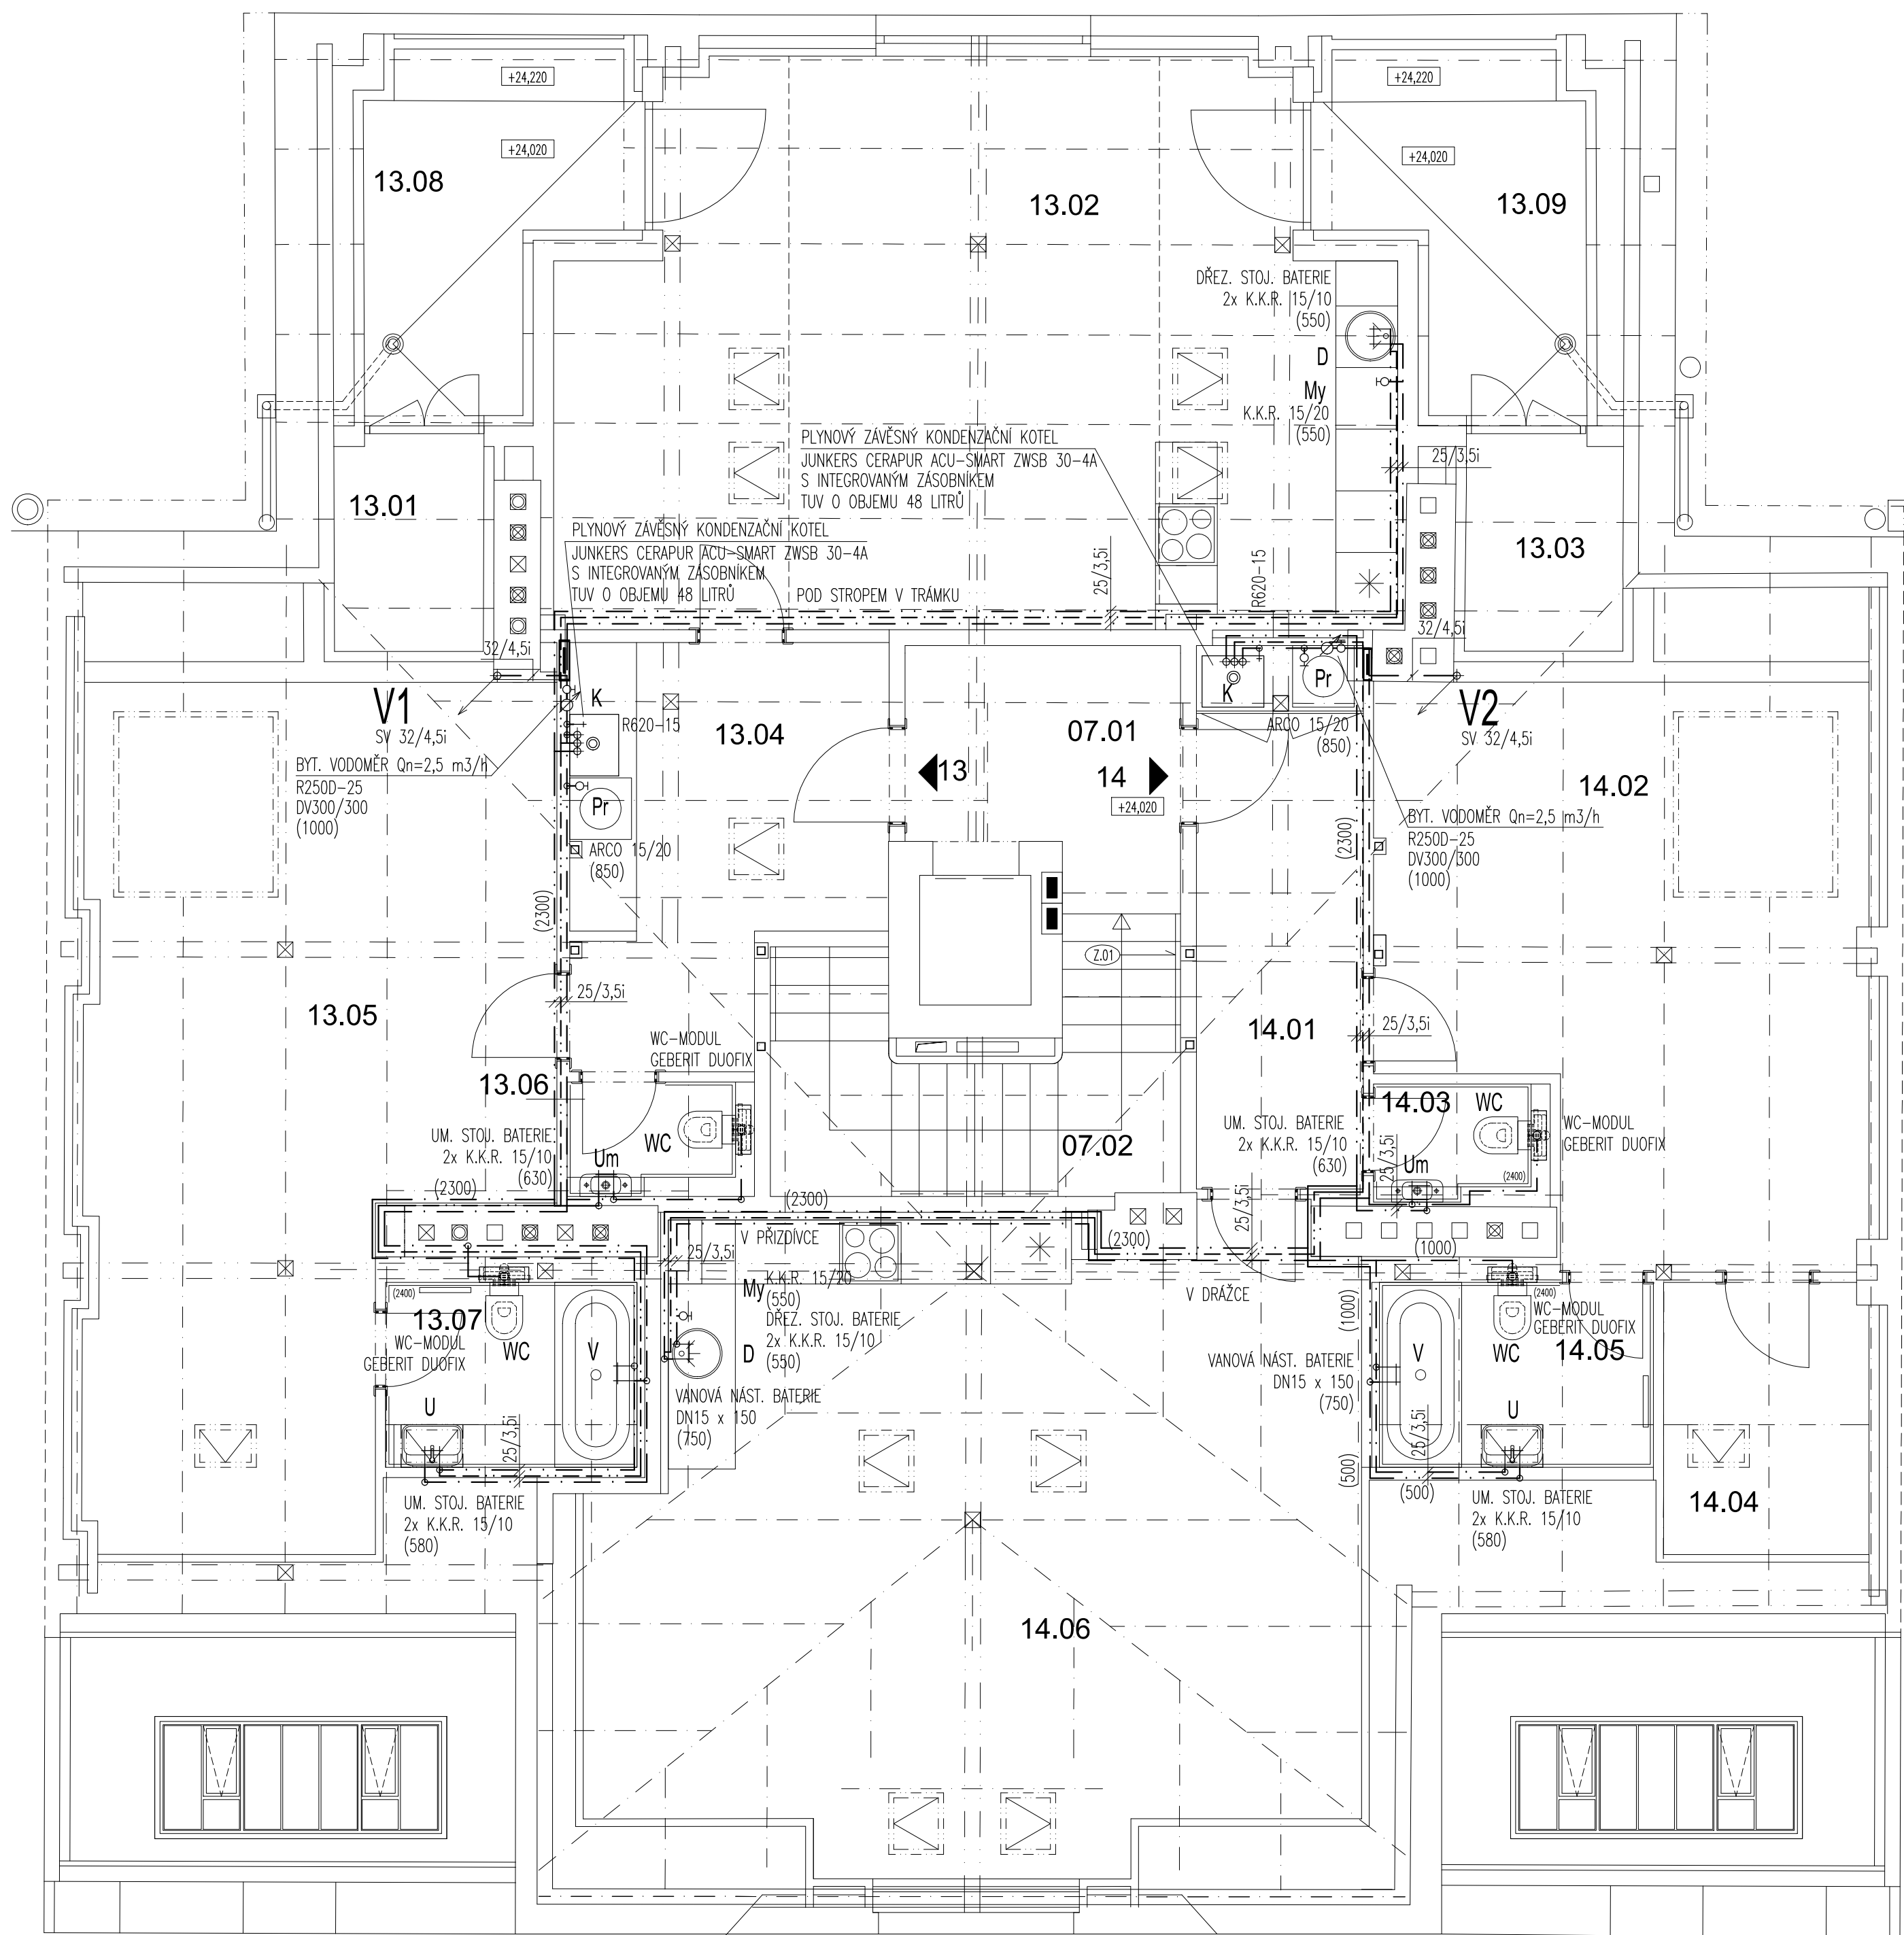 +24,220
+24,220
+24,020
+24,020
13.08
13.02
13.09
DŘEZ. STOJ. BATERIE
2x K.K.R. 15/10
(550)
D
My
K.K.R. 15/20
(550)
PLYNOVÝ ZÁVĚSNÝ KONDENZAČNÍ KOTEL
JUNKERS CERAPUR ACU-SMART ZWSB 30-4A
S INTEGROVANÝM ZÁSOBNÍKEM
TUV O OBJEMU 48 LITRŮ
25/3,5i
13.01
PLYNOVÝ ZÁVĚSNÝ KONDENZAČNÍ KOTEL
JUNKERS CERAPUR ACU-SMART ZWSB 30-4A
S INTEGROVANÝM ZÁSOBNÍKEM
TUV O OBJEMU 48 LITRŮ
POD STROPEM V TRÁMKU
25/3,5i
R620-15
13.03
32/4,5i
32/4,5i
V1
SV 32/4,5i
K
R620-15
13.04
07.01
K
Pr
ARCO 15/20
(850)
V2
SV 32/4,5i
BYT. VODOMĚR Qn=2,5 m3/h
R250D-25
DV300/300
(1000)
Pr
ARCO 15/20
(850)
13
14
+24,020
14.02
BYT. VODOMĚR Qn=2,5 m3/h
R250D-25
DV300/300
(1000)
(2300)
(2300)
Z.01
13.05
25/3,5i
14.01
25/3,5i
WC-MODUL
GEBERIT DUOFIX
13.06
14.03
WC
WC-MODUL
GEBERIT DUOFIX
UM. STOJ. BATERIE
2x K.K.R. 15/10
(630)
WC
Um
07.02
UM. STOJ. BATERIE
2x K.K.R. 15/10
(630)
25/3,5i
Um
(2400)
(2300)
(2300)
V PŘIZDÍVCE
25/3,5i
(2300)
25/3,5i
(1000)
My
K.K.R. 15/20
(550)
V DRÁŽCE
(2400)
13.07
WC-MODUL
GEBERIT DUOFIX
WC
V
D
DŘEZ. STOJ. BATERIE
2x K.K.R. 15/10
(550)
(1000)
(2400)
WC-MODUL
GEBERIT DUOFIX
V
WC
14.05
VANOVÁ NÁST. BATERIE
DN15 x 150
(750)
VANOVÁ NÁST. BATERIE
DN15 x 150
(750)
U
25/3,5i
25/3,5i
U
(500)
(500)
UM. STOJ. BATERIE
2x K.K.R. 15/10
(580)
UM. STOJ. BATERIE
2x K.K.R. 15/10
(580)
14.04
14.06